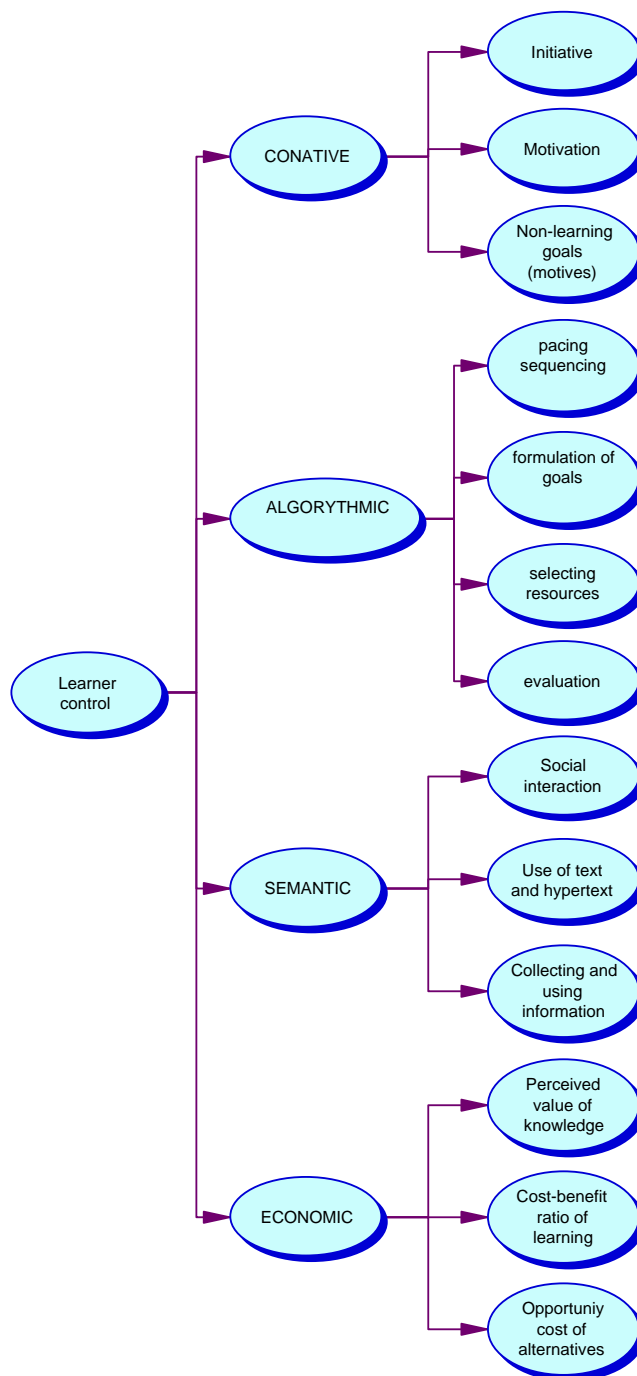 Initiative
CONATIVE
Motivation
Non-learning
goals
(motives)
pacing
sequencing
formulation of
goals
ALGORYTHMIC
selecting
resources
evaluation
Learner
control
Social
interaction
SEMANTIC
Use of text
and hypertext
Collecting and
using
information
Perceived
value of
knowledge
ECONOMIC
Cost-benefit
ratio of
learning
Opportuniy
cost of
alternatives